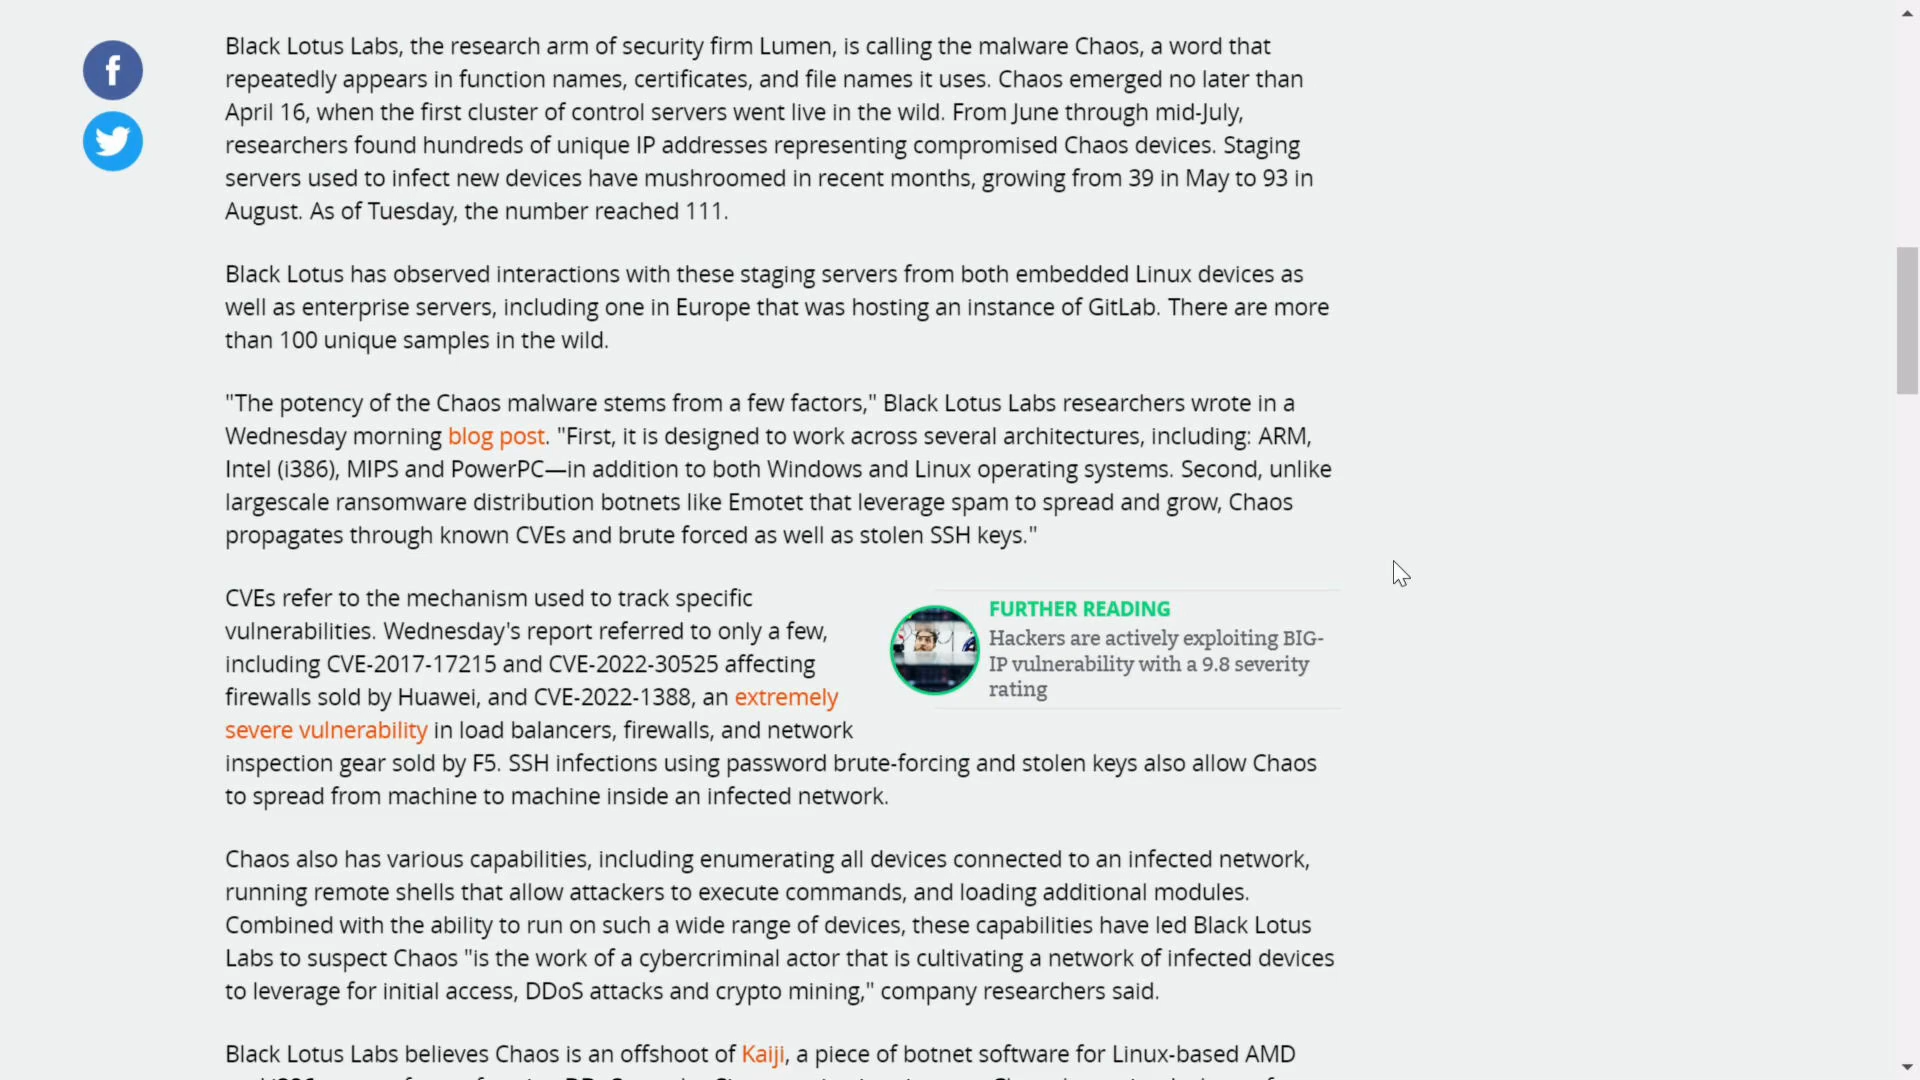 Black Lotus Labs, the research arm of security firm Lumen, is calling the malware Chaos, a word that
repeatedly appears in function names, certificates, and file names it uses. Chaos emerged no later than
April 16, when the first cluster of control servers went live in the wild. From June through mid-July,
researchers found hundreds of unique IP addresses representing compromised Chaos devices. Staging
servers used to infect new devices have mushroomed in recent months, growing from 39 in May to 93 in
August. As of Tuesday, the number reached 111.
Black Lotus has observed interactions with these staging servers from both embedded Linux devices as
well as enterprise servers, including one in Europe that was hosting an instance of GitLab. There are more
than 100 unique samples in the wild.
"The potency of the Chaos malware stems from a few factors," Black Lotus Labs researchers wrote in a
Wednesday morning blog post. "First, it is designed to work across several architectures, including: ARM,
Intel (i386), MIPS and PowerPC—in addition to both Windows and Linux operating systems. Second, unlike
largescale ransomware distribution botnets like Emotet that leverage spam to spread and grow, Chaos
propagates through known CVEs and brute forced as well as stolen SSH keys."
CVEs refer to the mechanism used to track specific
vulnerabilities. Wednesday's report referred to only a few,
including CVE-2017-17215 and CVE-2022-30525 affecting
firewalls sold by Huawei, and CVE-2022-1388, an extremely
severe vulnerability in load balancers, firewalls, and network
inspection gear sold by F5. SSH infections using password brute-forcing and stolen keys also allow Chaos
to spread from machine to machine inside an infected network.
FURTHER READING
Hackers are actively exploiting BIG-
IP vulnerability with a 9.8 severity
rating
Chaos also has various capabilities, including enumerating all devices connected to an infected network,
running remote shells that allow attackers to execute commands, and loading additional modules.
Combined with the ability to run on such a wide range of devices, these capabilities have led Black Lotus
Labs to suspect Chaos "is the work of a cybercriminal actor that is cultivating a network of infected devices
to leverage for initial access, DDoS attacks and crypto mining," company researchers said.
Black Lotus Labs believes Chaos is an offshoot of Kaiji, a piece of botnet software for Linux-based AMD